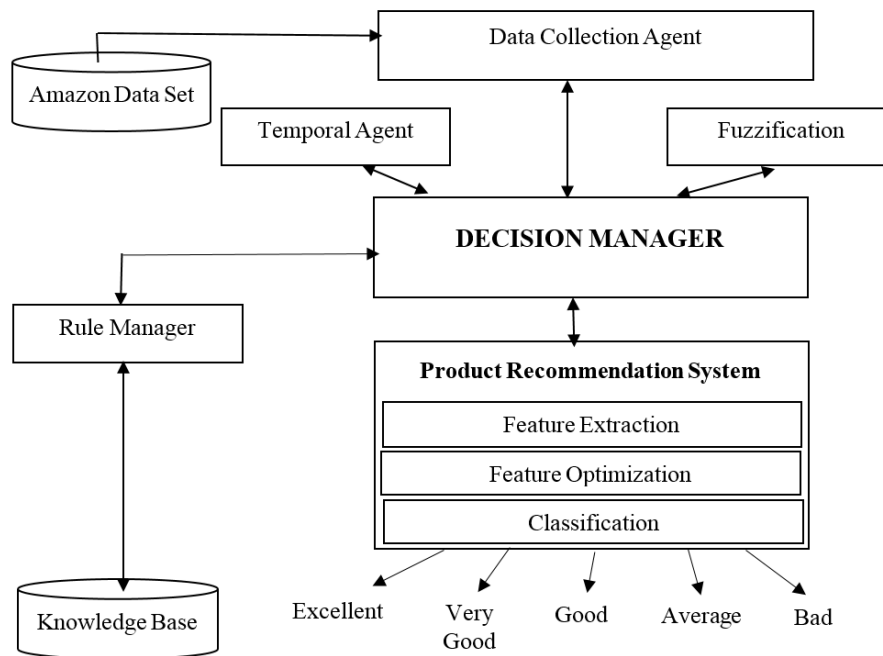 Data Collection Agent
Amazon Data Set
Temporal Agent
Fuzzification
DECISION MANAGER
Rule Manager
Product Recommendation System
Feature Extraction
Feature Optimization
Classification
Excellent
Very
Good
Good
Average
Bad
Knowledge Base